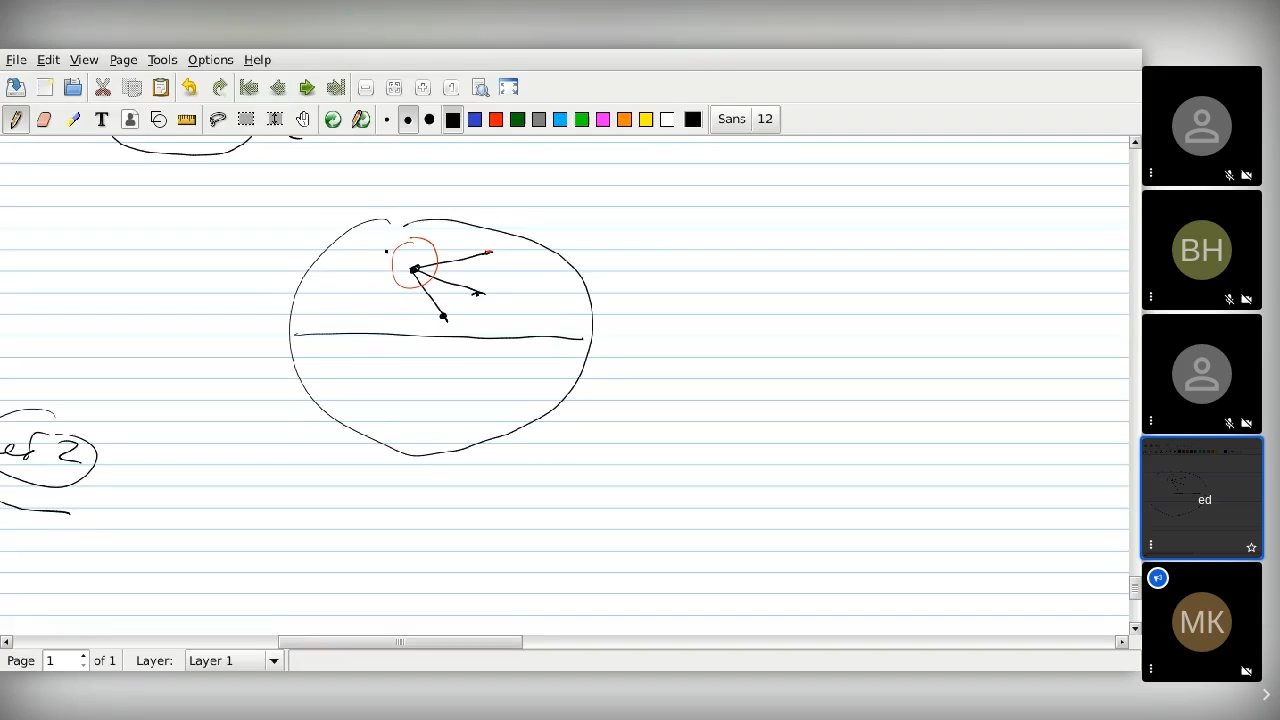 File Edit View Page Tools Options Help
Sans 12
2
BH
ed
MK
Page 1 of 1 Layer: Layer 1